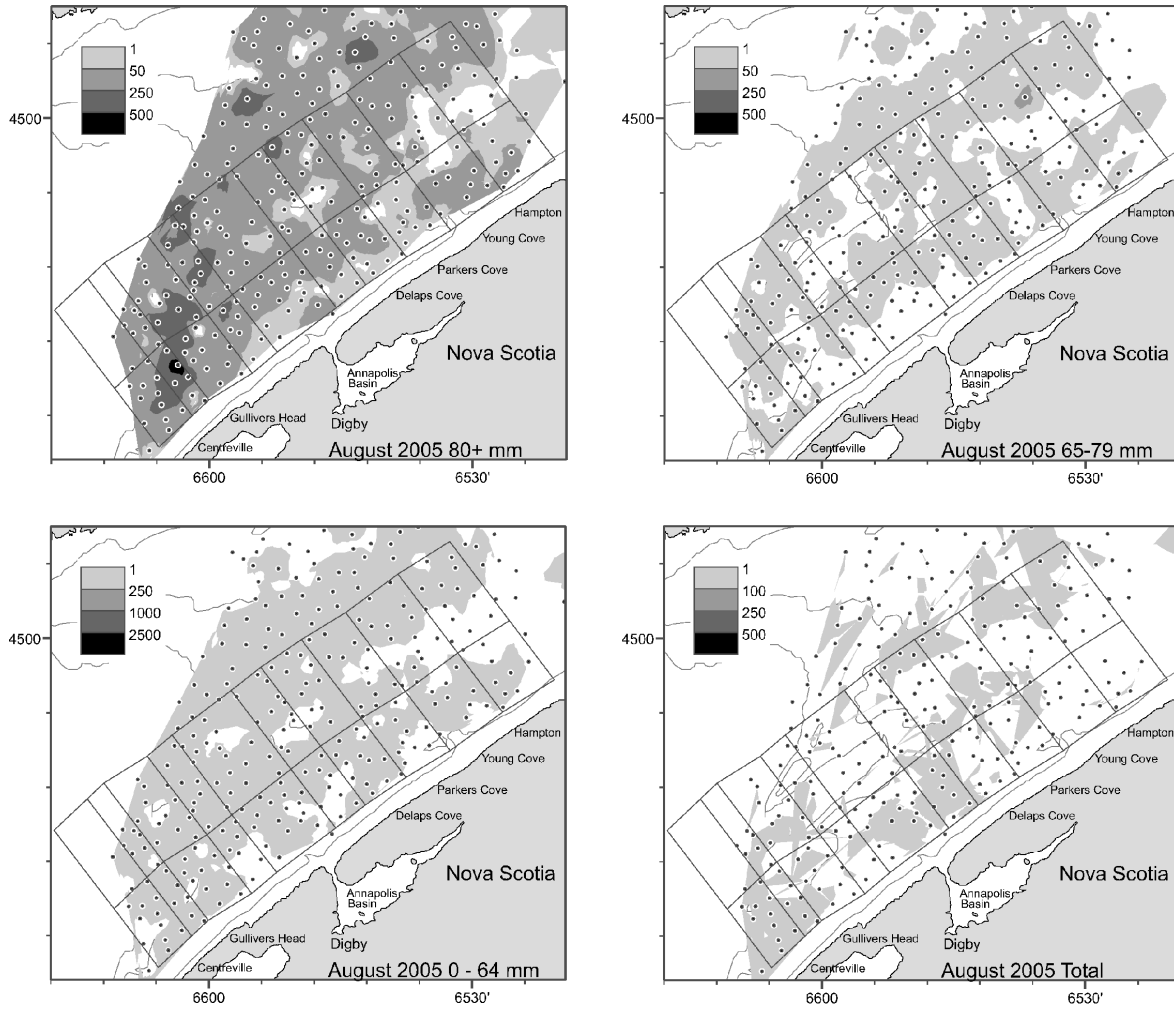 1
50
250
500
4500
Hampton
Young Cove
Parkers Cove
Delaps Cove
Nova Scotia
Annapolis
Basin
Gullivers Head
Digby
Centreville
August 2005 80+ mm
6600
6530'
1
50
250
500
4500
Hampton
Young Cove
Parkers Cove
Delaps Cove
Nova Scotia
Annapolis
Basin
Gullivers Head
Digby
Centreville
August 2005 65-79 mm
6600
6530'
1
250
1000
2500
4500
Hampton
Young Cove
Parkers Cove
Delaps Cove
Nova Scotia
Annapolis
Basin
Gullivers Head
Digby
Centreville
August 2005 0 - 64 mm
6600
6530'
1
100
250
500
4500
Hampton
Young Cove
Parkers Cove
Delaps Cove
Nova Scotia
Annapolis
Basin
Gullivers Head
Digby
Centreville
August 2005 Total
6600
6530'